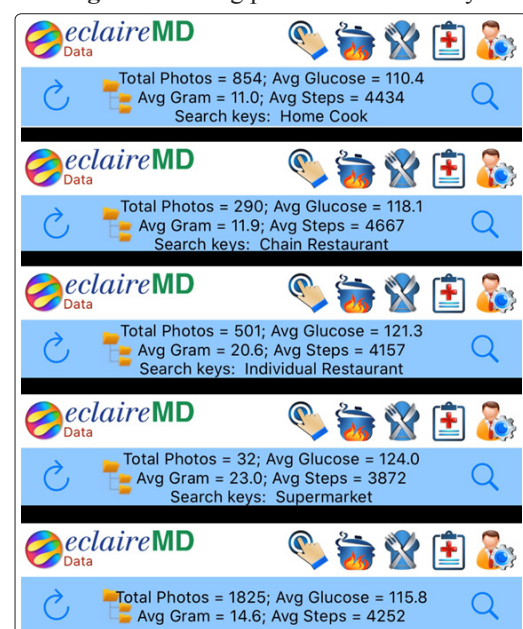 eclaireMD
Data
Total Photos = 854; Avg Glucose = 110.4
Avg Gram = 11.0; Avg Steps = 4434
Search keys: Home Cook
eclaireMD
Data
Total Photos = 290; Avg Glucose = 118.1
Avg Gram = 11.9; Avg Steps = 4667
Search keys: Chain Restaurant
eclaireMD
Data
Total Photos = 501; Avg Glucose = 121.3
Avg Gram = 20.6; Avg Steps = 4157
Search keys: Individual Restaurant
eclaireMD
Data
Total Photos = 32; Avg Glucose = 124.0
Avg Gram = 23.0; Avg Steps = 3872
Search keys: Supermarket
eclaireMD
Data
Total Photos = 1825; Avg Glucose = 115.8
Avg Gram = 14.6; Avg Steps = 4252